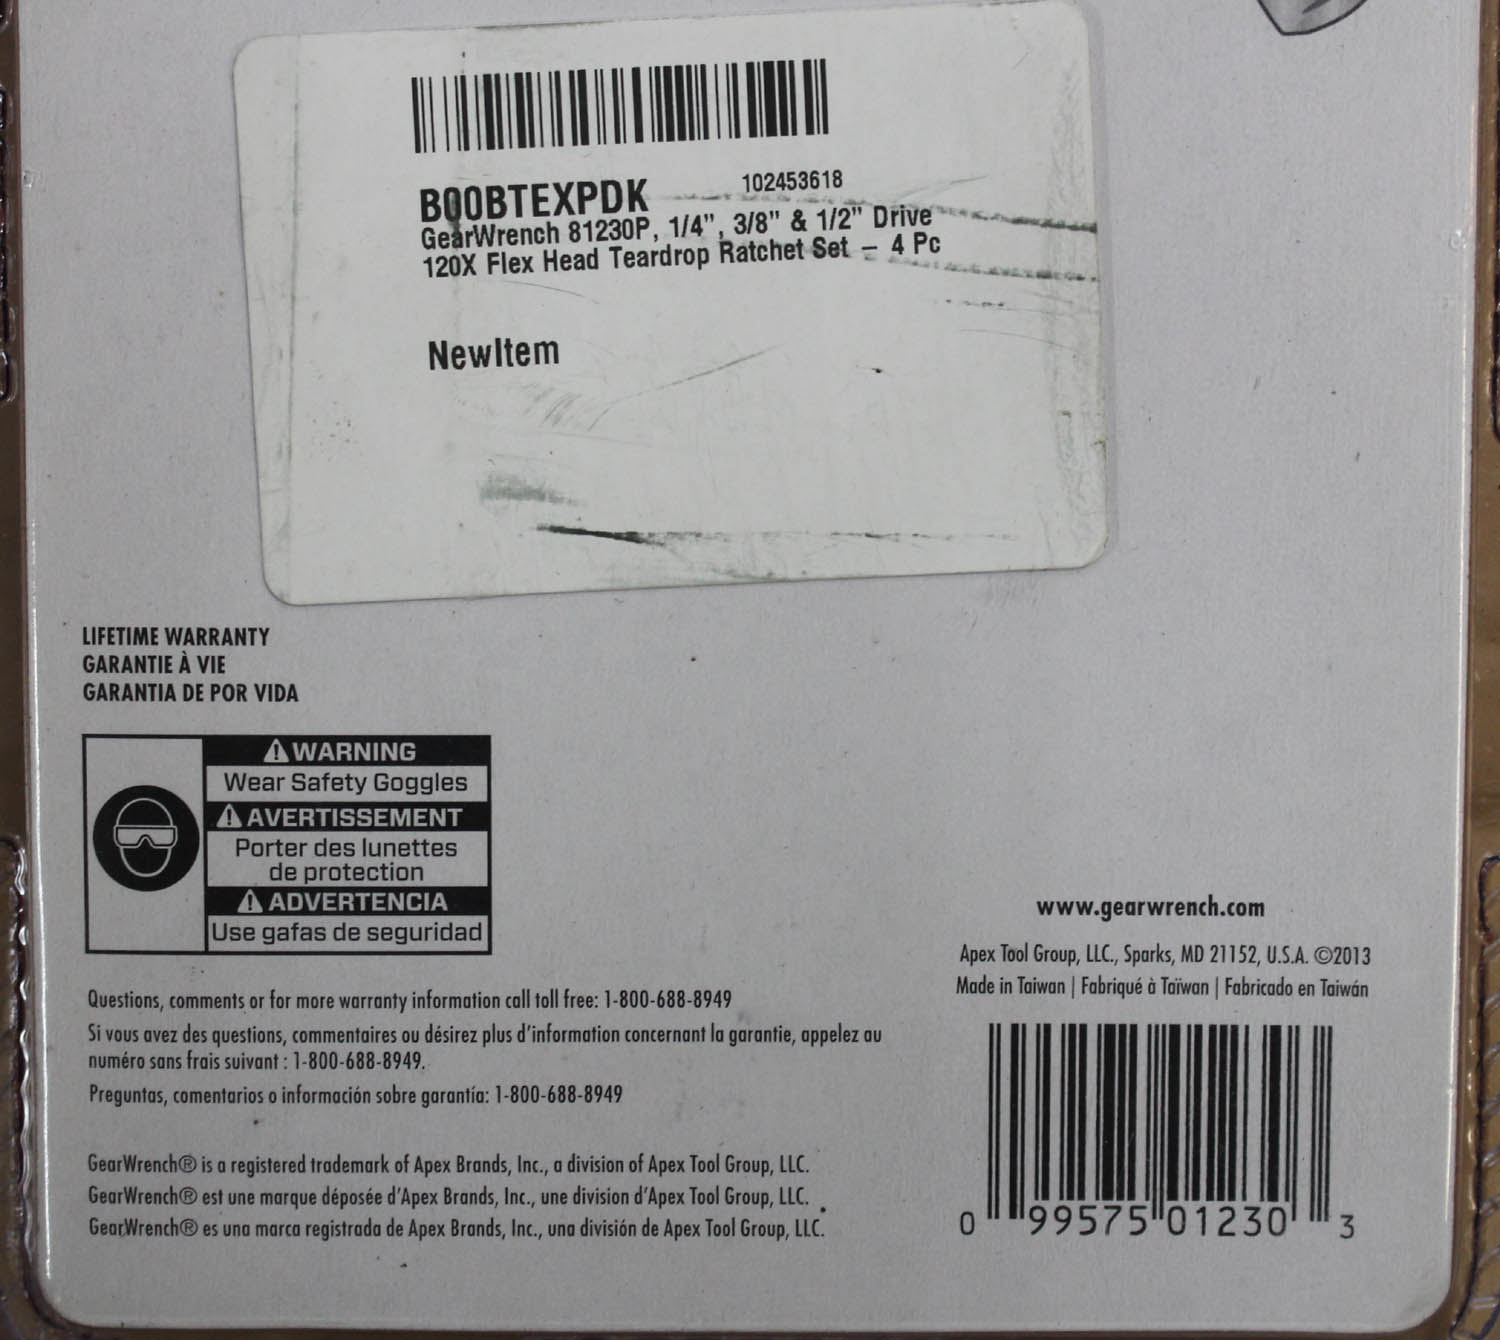 B00BTEXPDK 102453618
GearWrench 81230P, 1/4", 3/8" & 1/2" Drive
120X Flex Head Teardrop Ratchet Set – 4 Pc
NewItem
LIFETIME WARRANTY
GARANTIE À VIE
GARANTIA DE POR VIDA
⚠ WARNING
Wear Safety Goggles
⚠ AVERTISSEMENT
Porter des lunettes
de protection
⚠ ADVERTENCIA
Use gafas de seguridad
Questions, comments or for more warranty information call toll free: 1-800-688-8949
Si vous avez des questions, commentaires ou désirez plus d'information concernant la garantie, appelez au
numéro sans frais suivant : 1-800-688-8949.
Preguntas, comentarios o información sobre garantía: 1-800-688-8949
GearWrench® is a registered trademark of Apex Brands, Inc., a division of Apex Tool Group, LLC.
GearWrench® est une marque déposée d'Apex Brands, Inc., une division d'Apex Tool Group, LLC.
GearWrench® es una marca registrada de Apex Brands, Inc., una división de Apex Tool Group, LLC.
www.gearwrench.com
Apex Tool Group, LLC., Sparks, MD 21152, U.S.A. ©2013
Made in Taiwan | Fabriqué à Taïwan | Fabricado en Taiwán
0 99575 01230 3